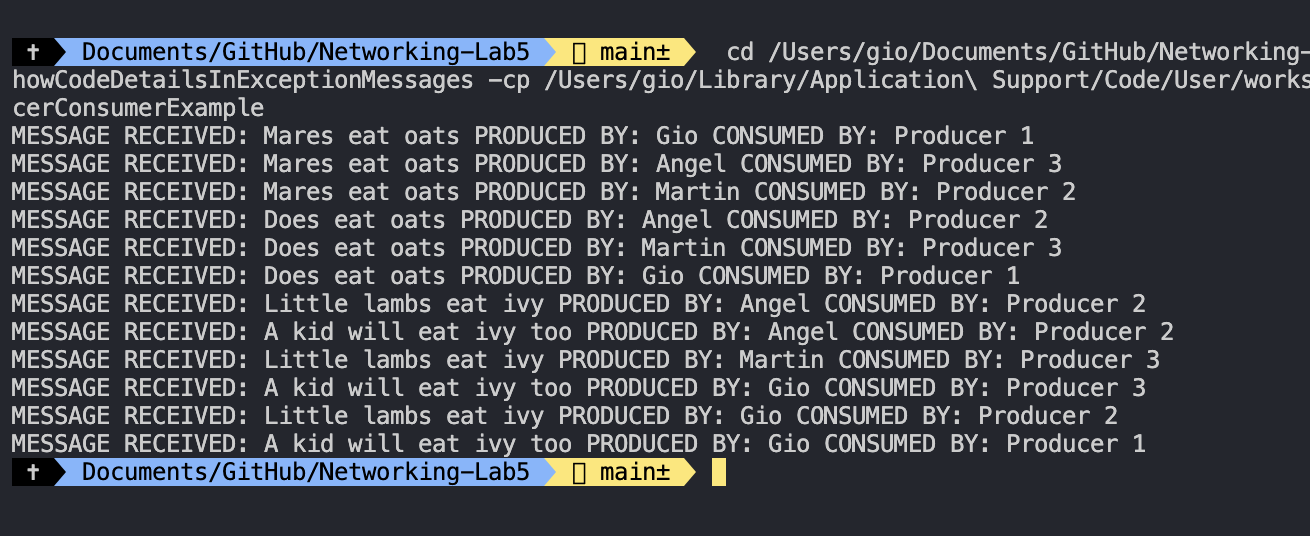 ✝ Documents/GitHub/Networking-Lab5 main± cd /Users/gio/Documents/GitHub/Networking-
howCodeDetailsInExceptionMessages -cp /Users/gio/Library/Application\ Support/Code/User/works
cerConsumerExample
MESSAGE RECEIVED: Mares eat oats PRODUCED BY: Gio CONSUMED BY: Producer 1
MESSAGE RECEIVED: Mares eat oats PRODUCED BY: Angel CONSUMED BY: Producer 3
MESSAGE RECEIVED: Mares eat oats PRODUCED BY: Martin CONSUMED BY: Producer 2
MESSAGE RECEIVED: Does eat oats PRODUCED BY: Angel CONSUMED BY: Producer 2
MESSAGE RECEIVED: Does eat oats PRODUCED BY: Martin CONSUMED BY: Producer 3
MESSAGE RECEIVED: Does eat oats PRODUCED BY: Gio CONSUMED BY: Producer 1
MESSAGE RECEIVED: Little lambs eat ivy PRODUCED BY: Angel CONSUMED BY: Producer 2
MESSAGE RECEIVED: A kid will eat ivy too PRODUCED BY: Angel CONSUMED BY: Producer 2
MESSAGE RECEIVED: Little lambs eat ivy PRODUCED BY: Martin CONSUMED BY: Producer 3
MESSAGE RECEIVED: A kid will eat ivy too PRODUCED BY: Gio CONSUMED BY: Producer 3
MESSAGE RECEIVED: Little lambs eat ivy PRODUCED BY: Gio CONSUMED BY: Producer 2
MESSAGE RECEIVED: A kid will eat ivy too PRODUCED BY: Gio CONSUMED BY: Producer 1
✝ Documents/GitHub/Networking-Lab5 main±